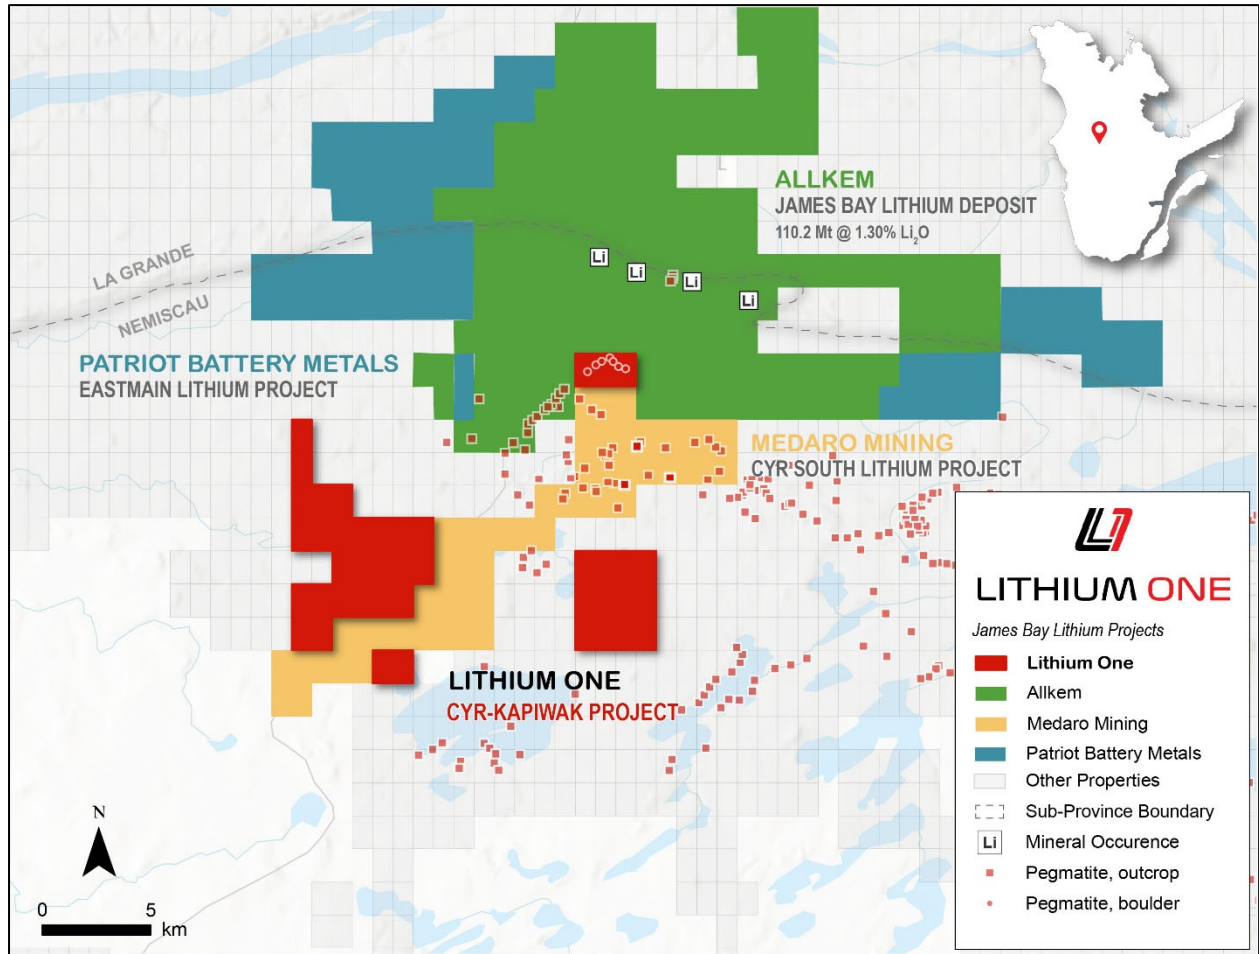 ALLKEM
JAMES BAY LITHIUM DEPOSIT
110.2 Mt @ 1.30% Li2O
LA GRANDE
NEMISCAU
Li
Li
Li
Li
PATRIOT BATTERY METALS
EASTMAIN LITHIUM PROJECT
MEDARO MINING
CYR SOUTH LITHIUM PROJECT
LITHIUM ONE
CYR-KAPIWAK PROJECT
N
0 5
km
LITHIUM ONE
James Bay Lithium Projects
Lithium One
Allkem
Medaro Mining
Patriot Battery Metals
Other Properties
Sub-Province Boundary
Li Mineral Occurence
Pegmatite, outcrop
Pegmatite, boulder